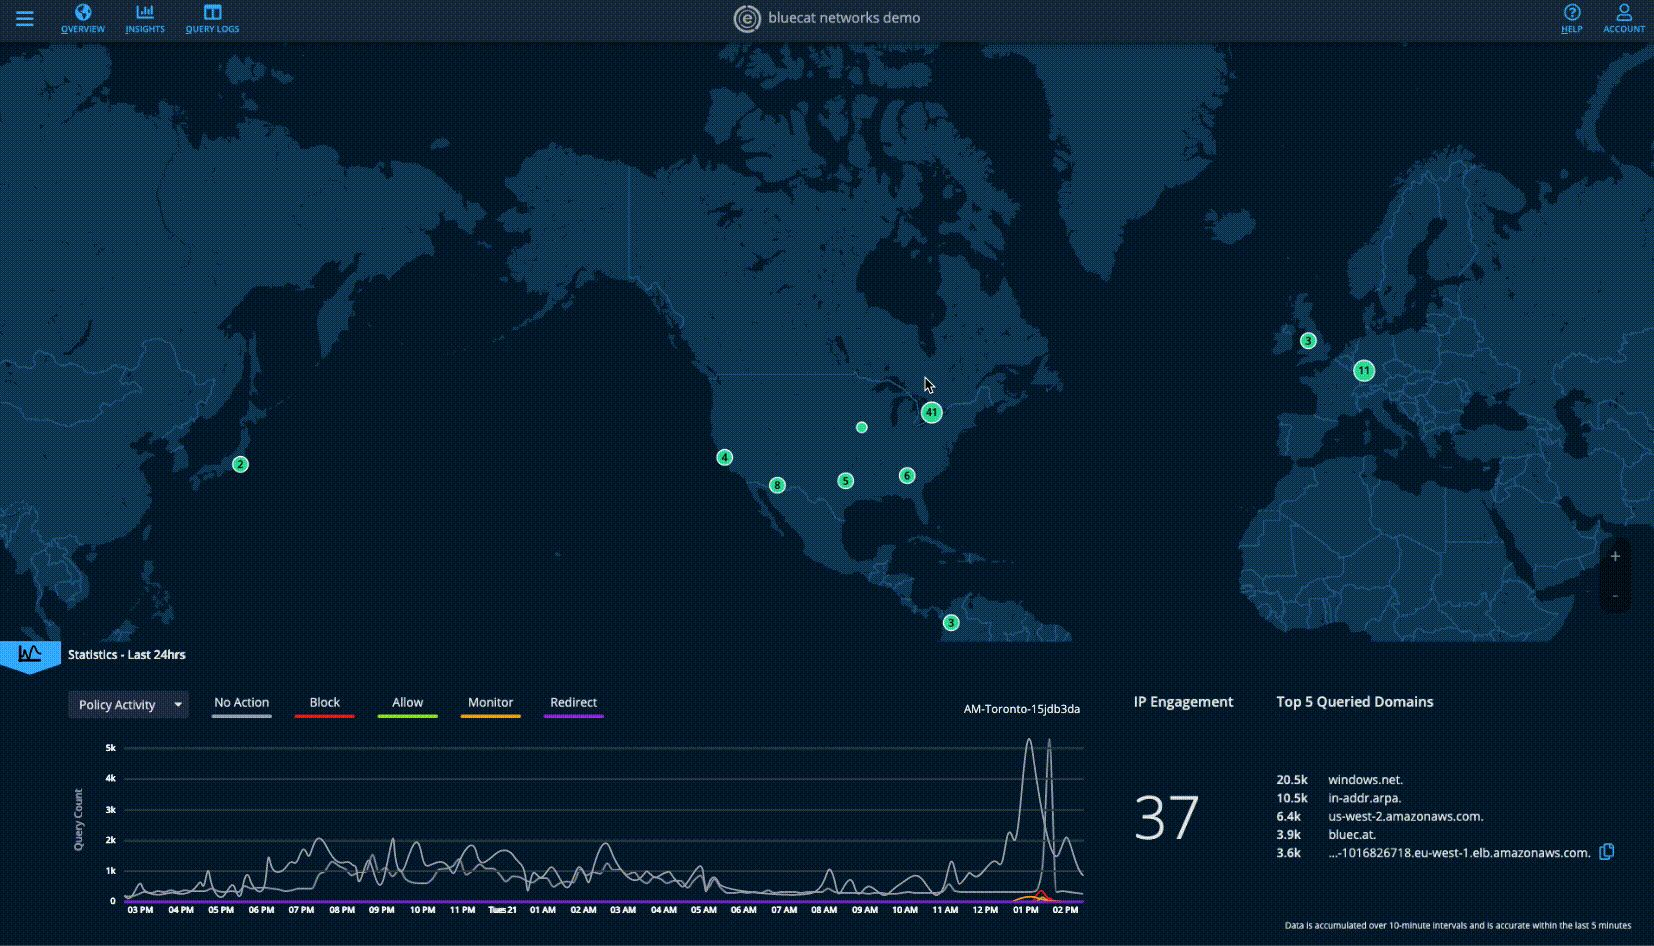 OVERVIEW
INSIGHTS
QUERY LOGS
e bluecat networks demo
HELP
ACCOUNT
3
11
41
4
2
8
5
6
3
+
-
Statistics - Last 24hrs
Policy Activity
No Action
Block
Allow
Monitor
Redirect
AM-Toronto-15jdb3da
Query Count
5k
4k
3k
2k
1k
0
03 PM 04 PM 05 PM 06 PM 07 PM 08 PM 09 PM 10 PM 11 PM Tues 21 01 AM 02 AM 03 AM 04 AM 05 AM 06 AM 07 AM 08 AM 09 AM 10 AM 11 AM 12 PM 01 PM 02 PM
IP Engagement
37
Top 5 Queried Domains
20.5k windows.net.
10.5k in-addr.arpa.
6.4k us-west-2.amazonaws.com.
3.9k bluec.at.
3.6k ...-1016826718.eu-west-1.elb.amazonaws.com.
Data is accumulated over 10-minute intervals and is accurate within the last 5 minutes